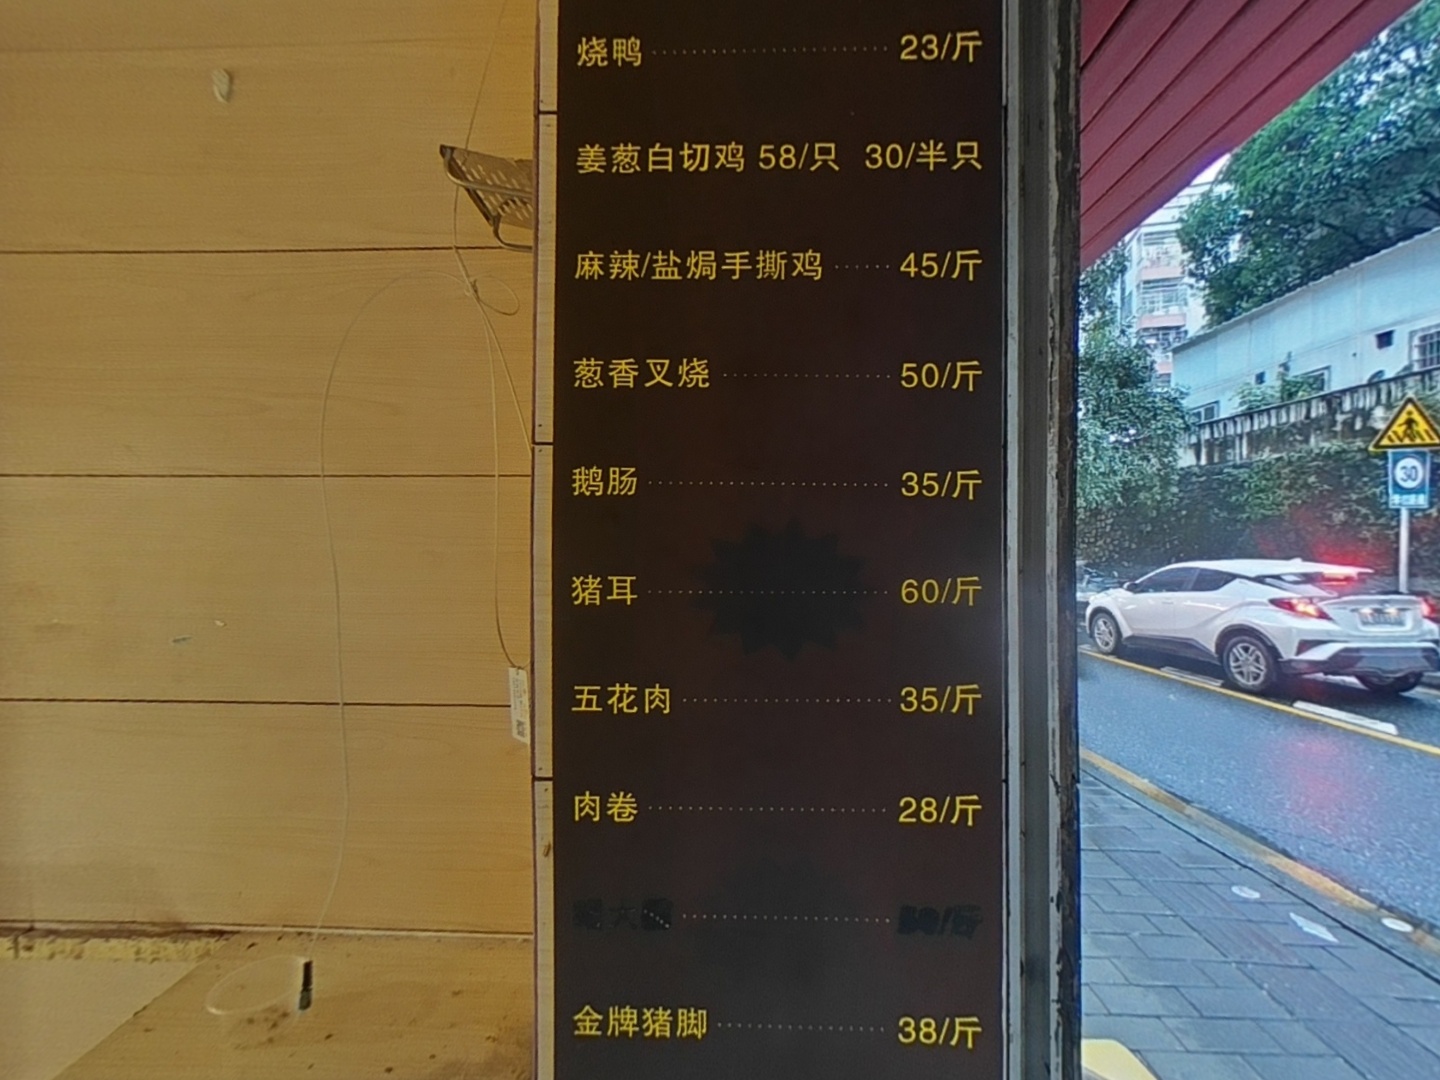 烧鸭 23/斤
姜葱白切鸡 58/只 30/半只
麻辣/盐焗手撕鸡 45/斤
葱香叉烧 50/斤
鹅肠 35/斤
猪耳 60/斤
五花肉 35/斤
肉卷 28/斤
金牌猪脚 38/斤
30